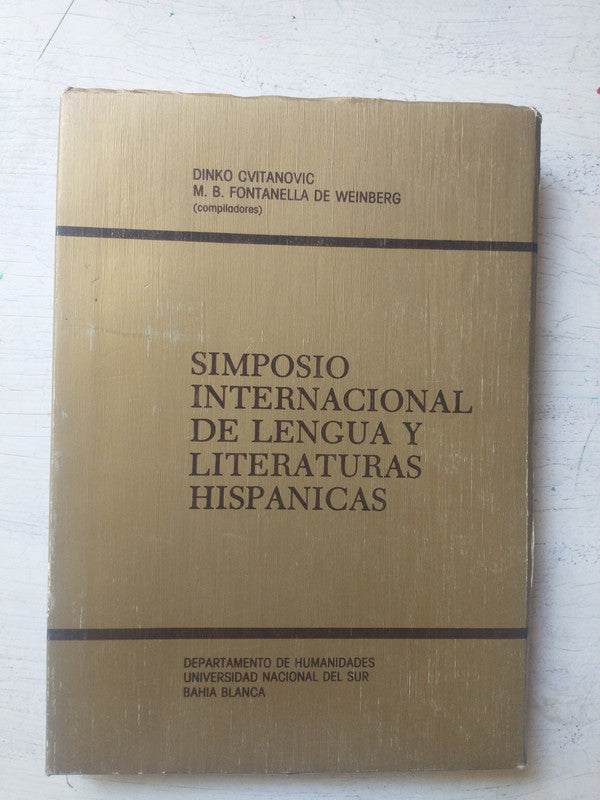 DINKO CVITANOVIC
M. B. FONTANELLA DE WEINBERG
(compiladores)
SIMPOSIO
INTERNACIONAL
DE LENGUA Y
LITERATURAS
HISPANICAS
DEPARTAMENTO DE HUMANIDADES
UNIVERSIDAD NACIONAL DEL SUR
BAHIA BLANCA